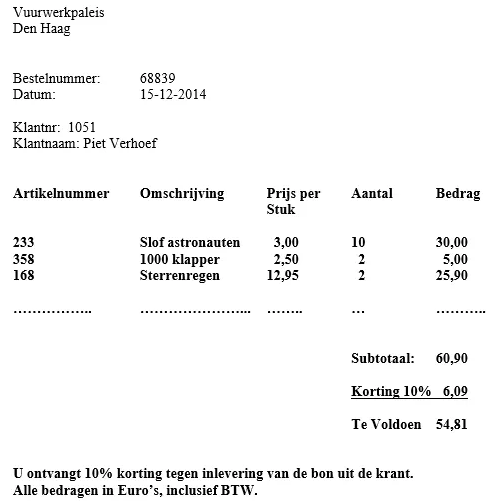 Vuurwerkpaleis
Den Haag
Bestelnummer: 68839
Datum: 15-12-2014
Klantnr: 1051
Klantnaam: Piet Verhoef
Artikelnummer Omschrijving Prijs per Stuk Aantal Bedrag
233 Slof astronauten 3,00 10 30,00
358 1000 klapper 2,50 2 5,00
168 Sterrenregen 12,95 2 25,90
…………….. …………………... …….. … ………..
Subtotaal: 60,90
Korting 10% 6,09
Te Voldoen 54,81
U ontvangt 10% korting tegen inlevering van de bon uit de krant.
Alle bedragen in Euro’s, inclusief BTW.